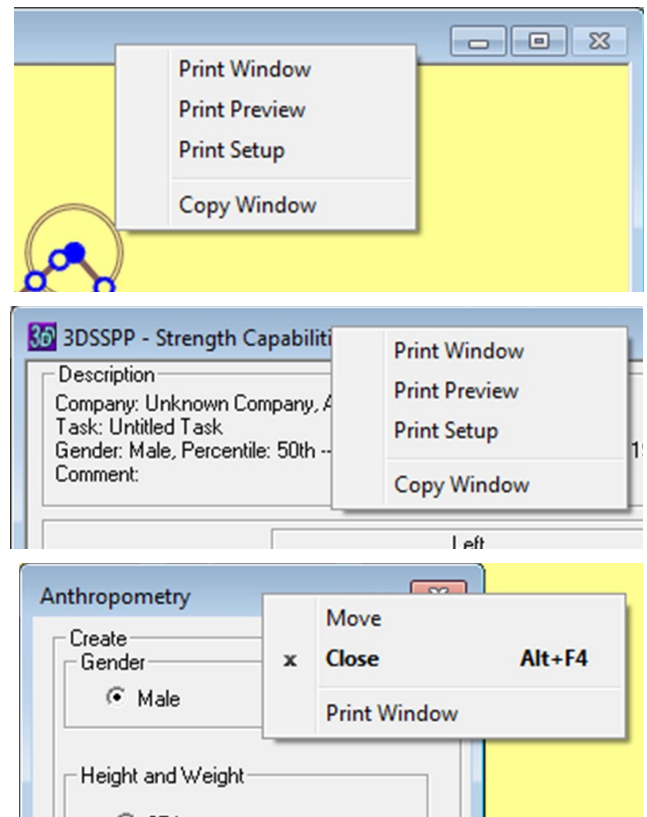 Print Window
Print Preview
Print Setup
Copy Window
3D 3DSSPP - Strength Capabiliti
Print Window
Description
Print Preview
Company: Unknown Company, A
Task: Untitled Task
Print Setup
Gender: Male, Percentile: 50th --
Comment:
Copy Window
Left
Anthropometry
Move
Create
x Close Alt+F4
Gender
Male
Print Window
Height and Weight